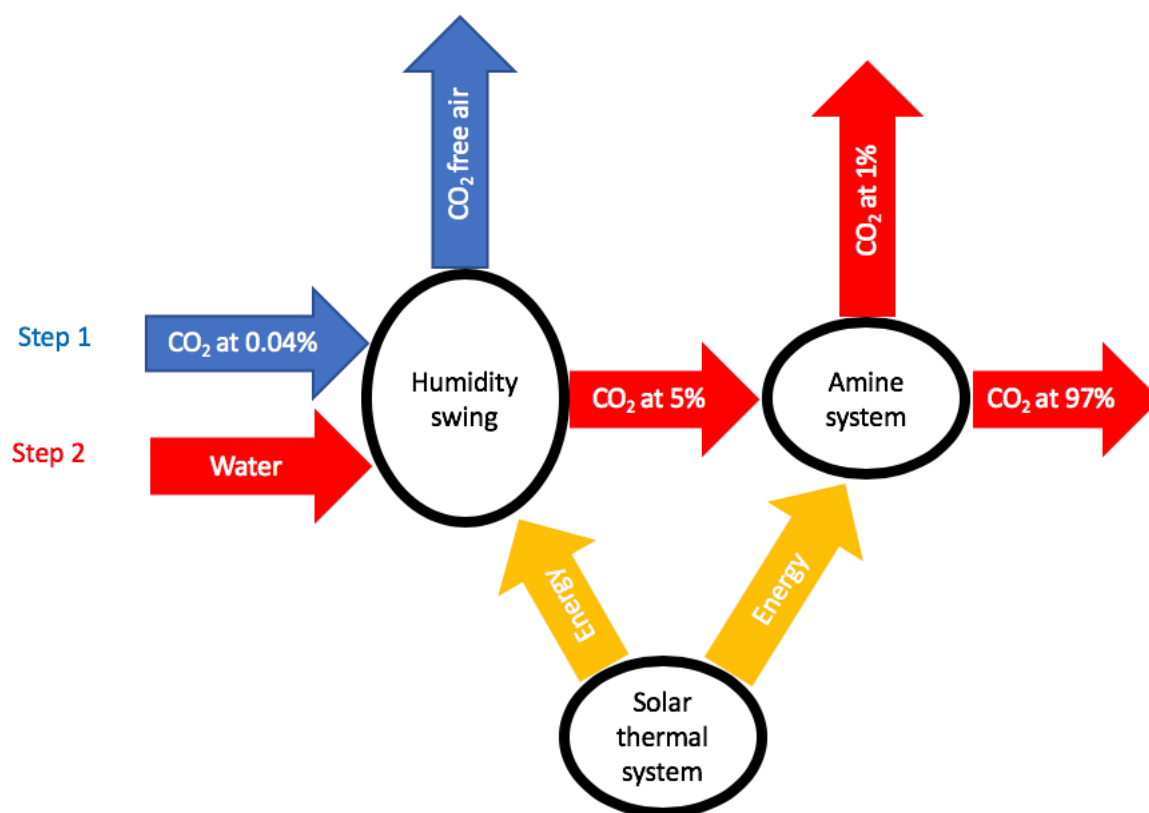 CO₂ free air
CO₂ at 1%
Step 1
CO₂ at 0.04%
Humidity
swing
CO₂ at 5%
Amine
system
CO₂ at 97%
Step 2
Water
Energy
Energy
Solar
thermal
system